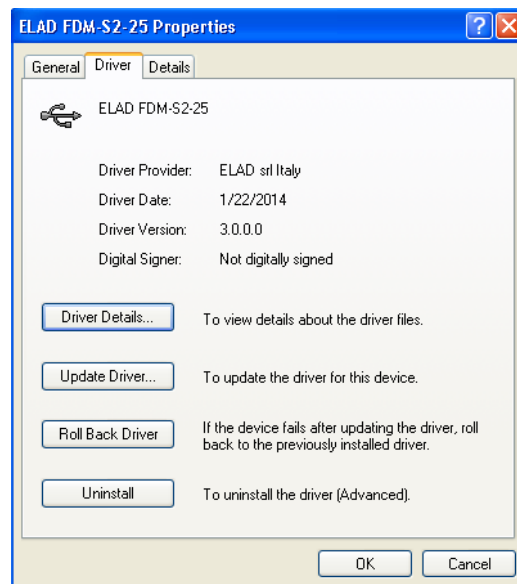 ELAD FDM-S2-25 Properties
General Driver Details
ELAD FDM-S2-25
Driver Provider: ELAD srl Italy
Driver Date: 1/22/2014
Driver Version: 3.0.0.0
Digital Signer: Not digitally signed
Driver Details... To view details about the driver files.
Update Driver... To update the driver for this device.
Roll Back Driver If the device fails after updating the driver, roll
back to the previously installed driver.
Uninstall To uninstall the driver (Advanced).
OK Cancel